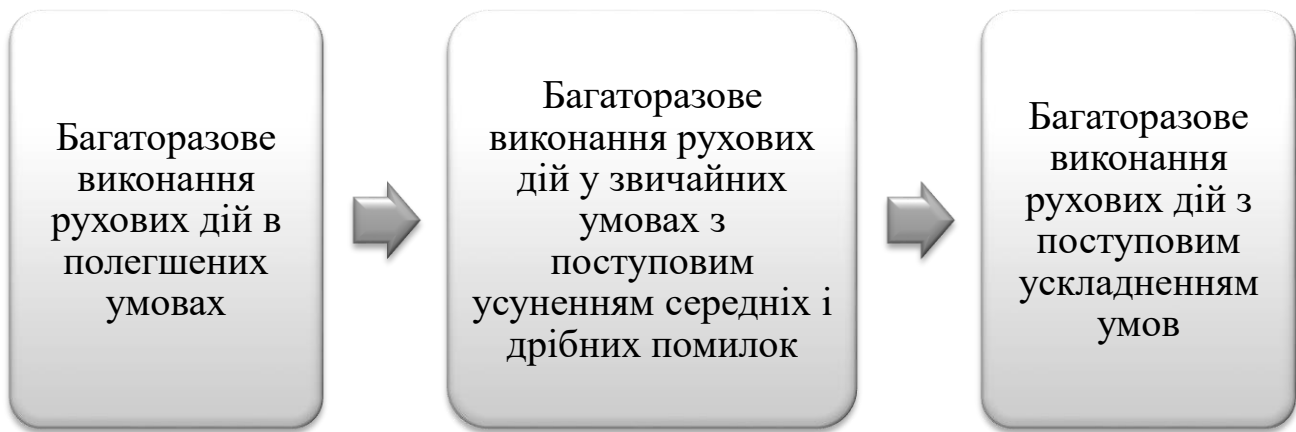 Багаторазове
виконання
рухових дій в
полегшених
умовах
Багаторазове
виконання рухових
дій у звичайних
умовах з
поступовим
усуненням середніх і
дрібних помилок
Багаторазове
виконання
рухових дій з
поступовим
ускладненням
умов